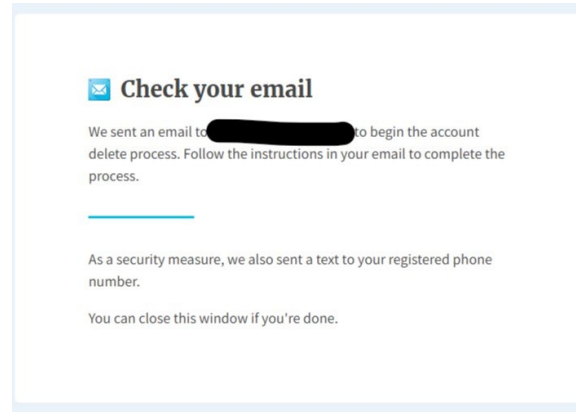 Check your email
We sent an email to to begin the account
delete process. Follow the instructions in your email to complete the
process.
As a security measure, we also sent a text to your registered phone
number.
You can close this window if you're done.